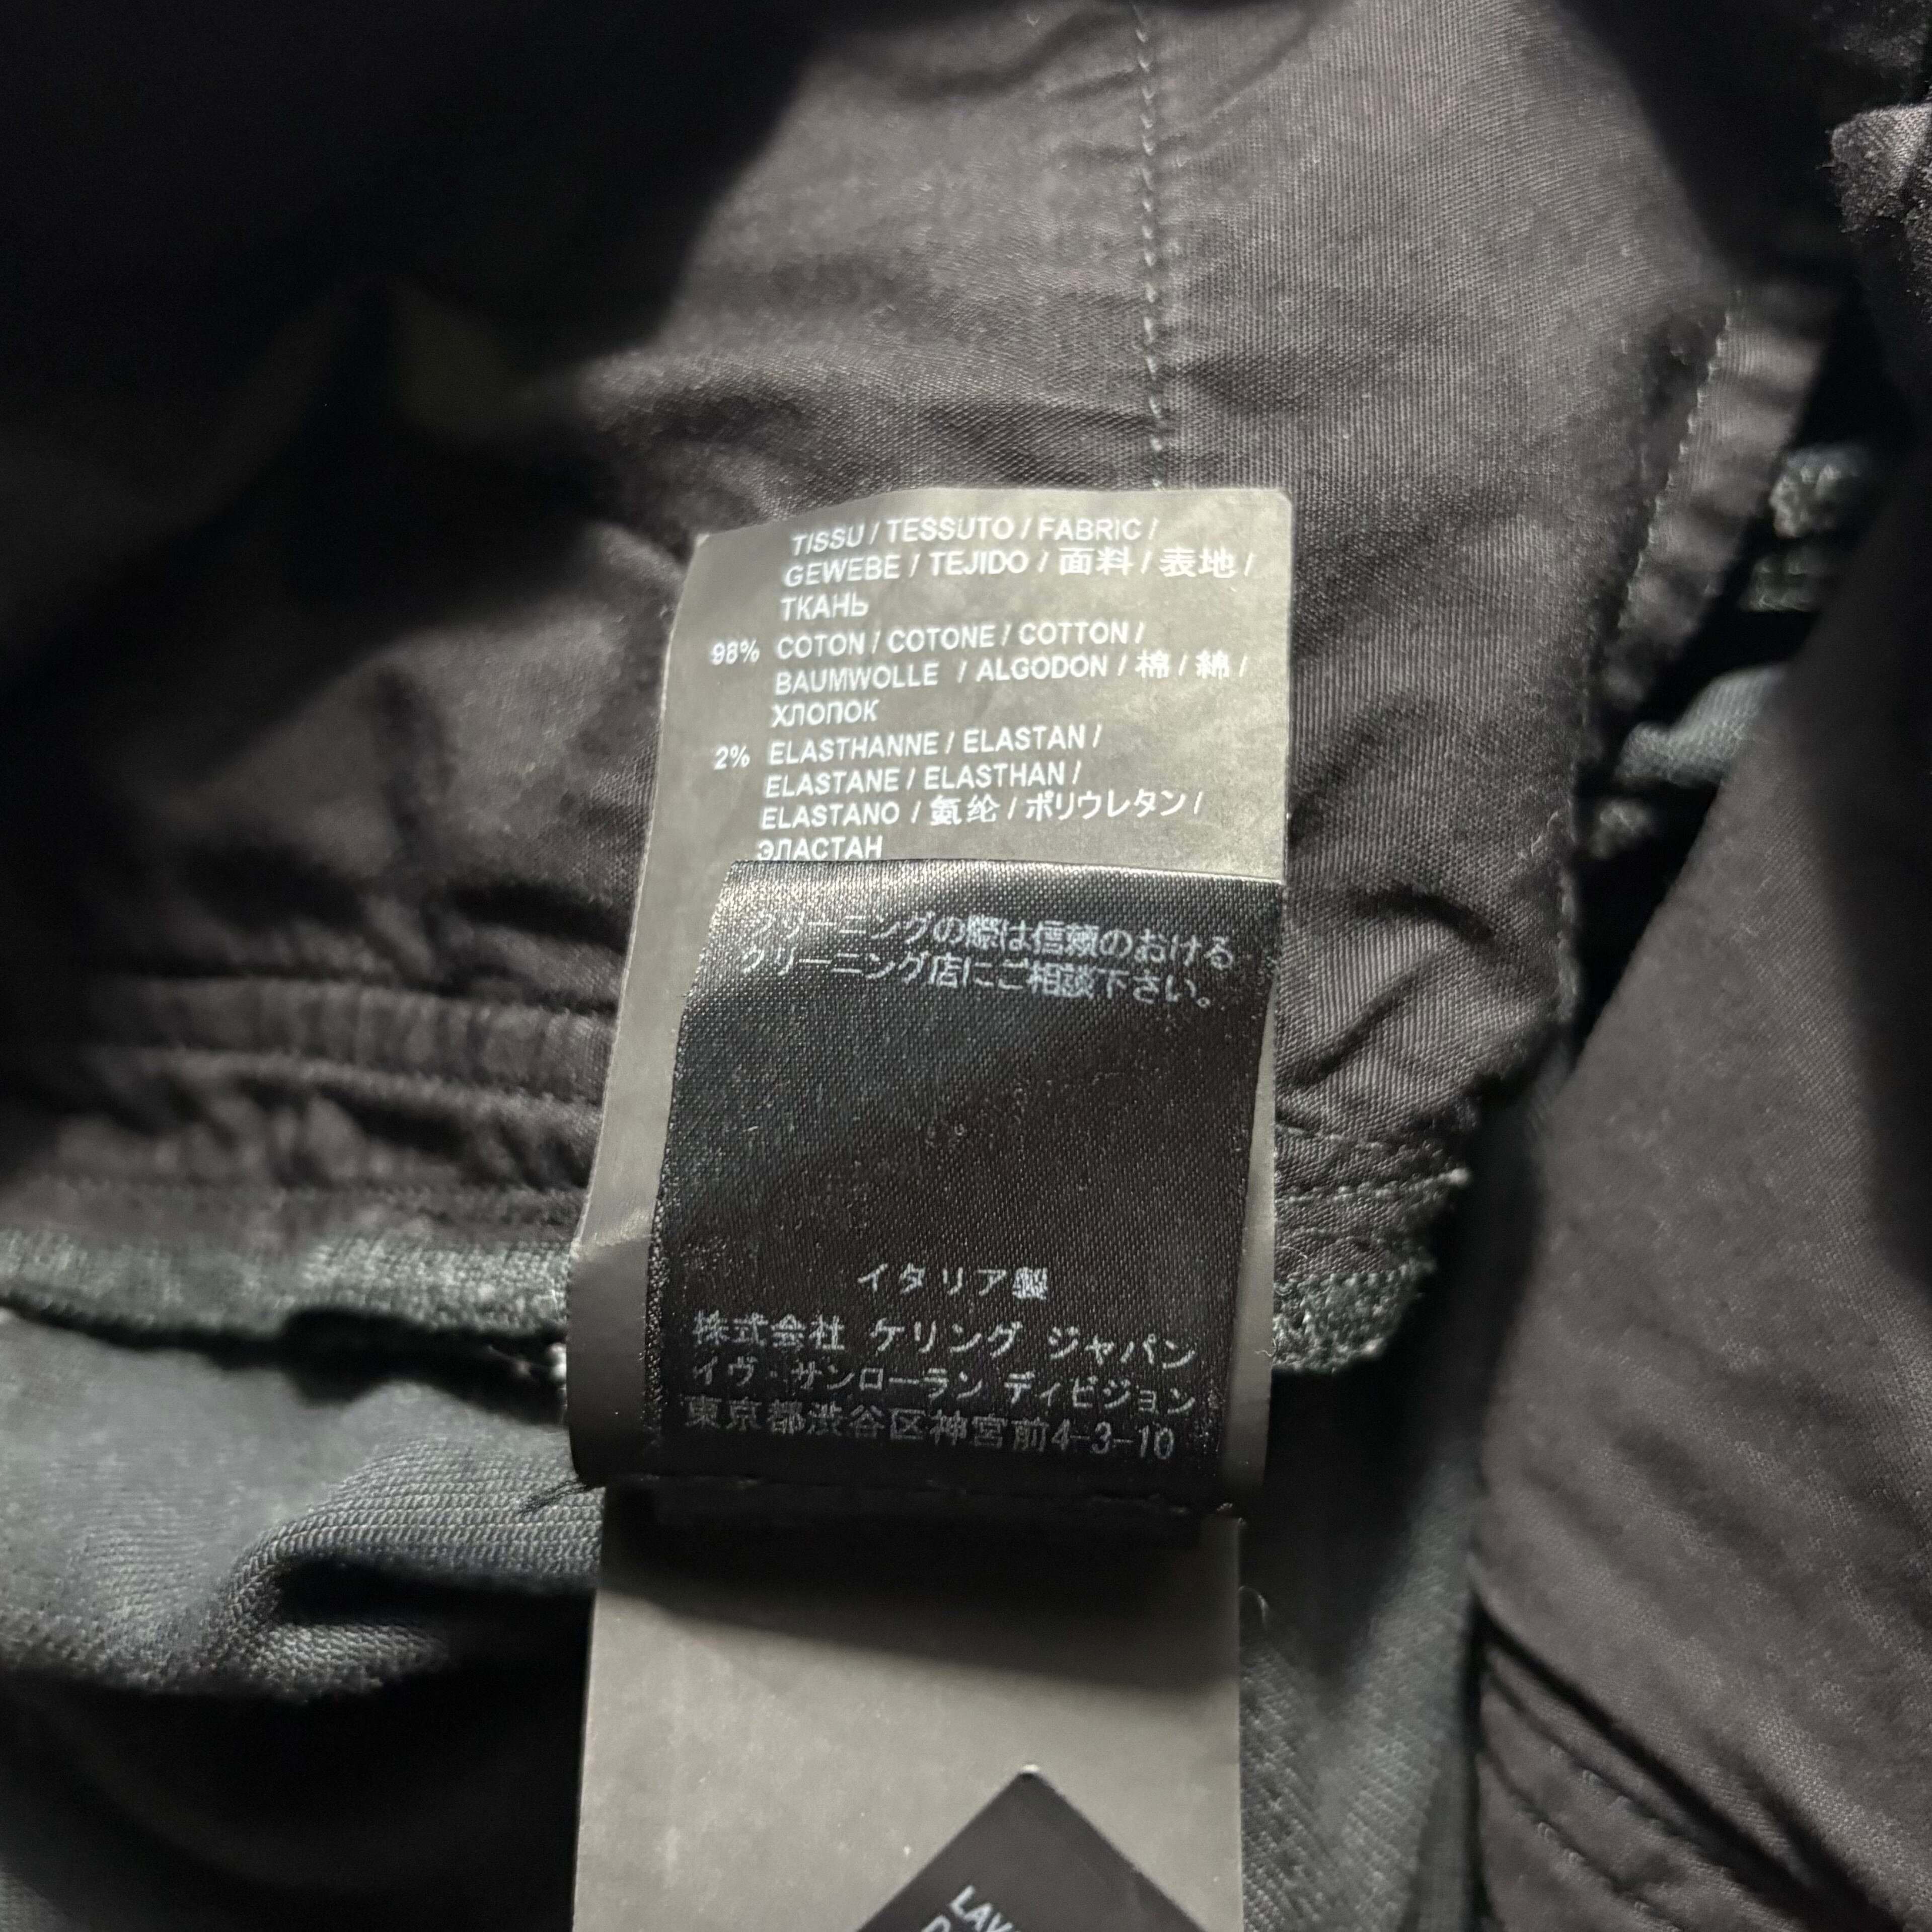 TISSU / TESSUTO / FABRIC /
GEWEBE / TEJIDO / 面料 / 表地 /
ТКАНЬ
98% COTON / COTONE / COTTON /
BAUMWOLLE / ALGODON / 棉 / 綿 /
ХЛОПОК
2% ELASTHANNE / ELASTAN /
ELASTANE / ELASTHAN /
ELASTANO / 氨纶 / ポリウレタン /
ЭЛАСТАН
クリーニングの際は信頼のおける
クリーニング店にご相談下さい。
イタリア製
株式会社 ケリング ジャパン
イヴ・サンローラン ディビジョン
東京都渋谷区神宮前4-3-10